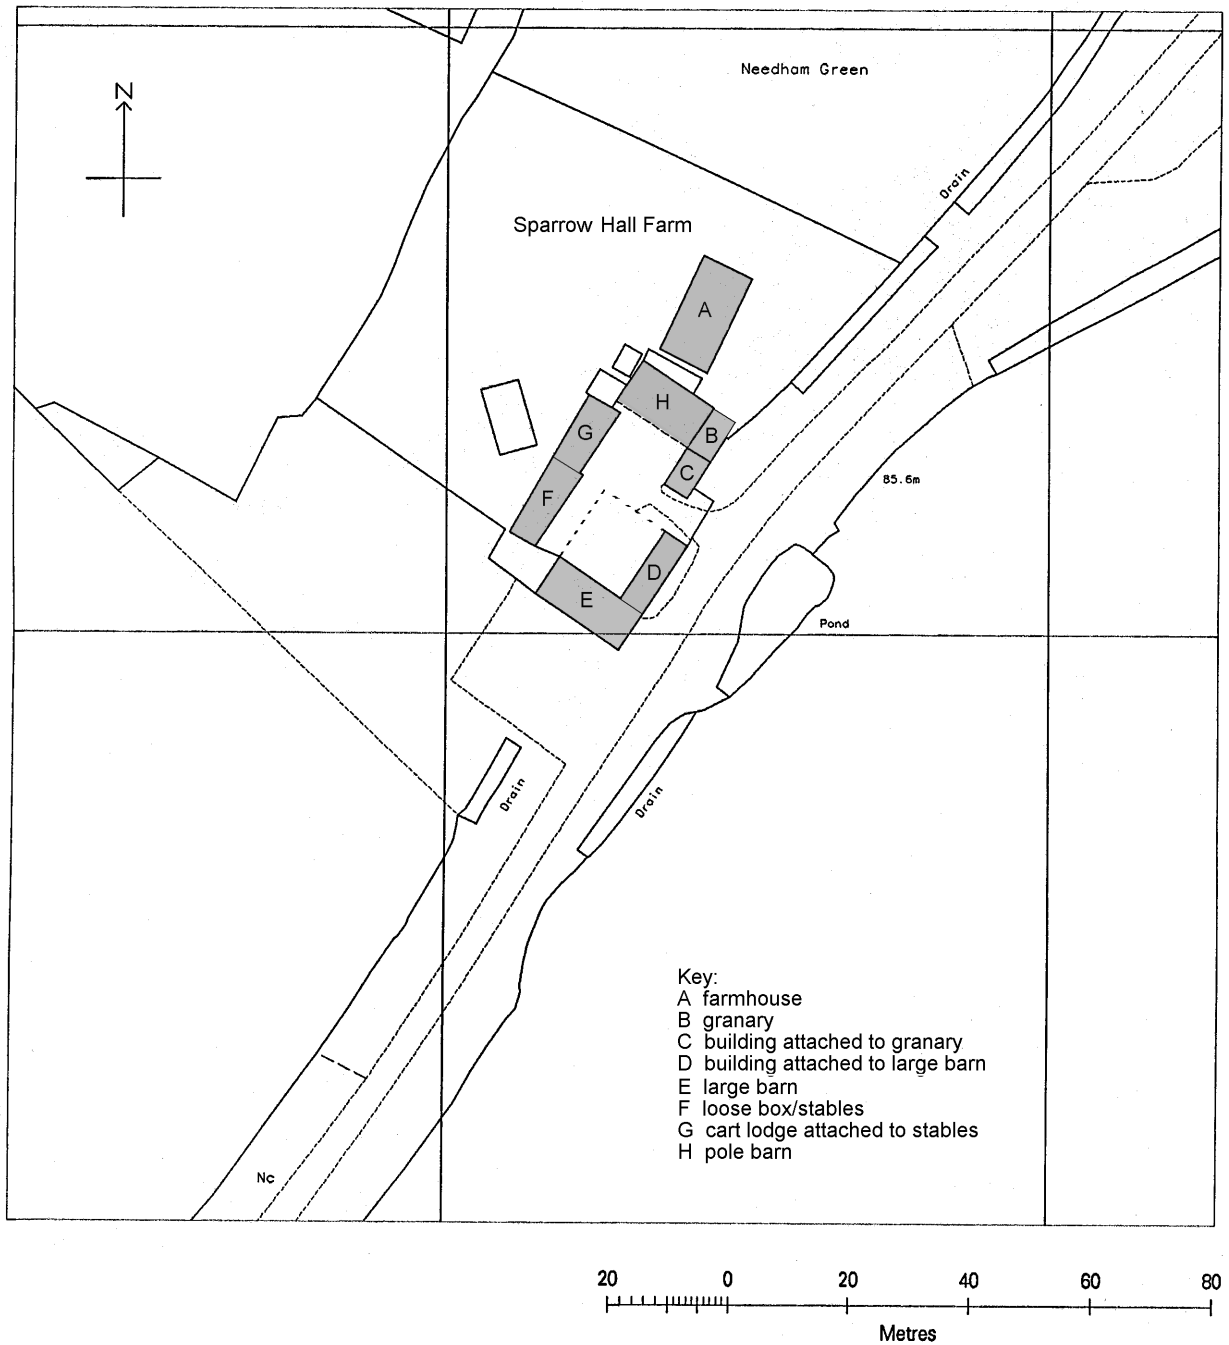 Needham Green
N
Drain
Sparrow Hall Farm
A
H
B
G
C
85.6m
F
D
E
Pond
Drain
Drain
Key:
A farmhouse
B granary
C building attached to granary
D building attached to large barn
E large barn
F loose box/stables
G cart lodge attached to stables
H pole barn
Nc
20 0 20 40 60 80
Metres